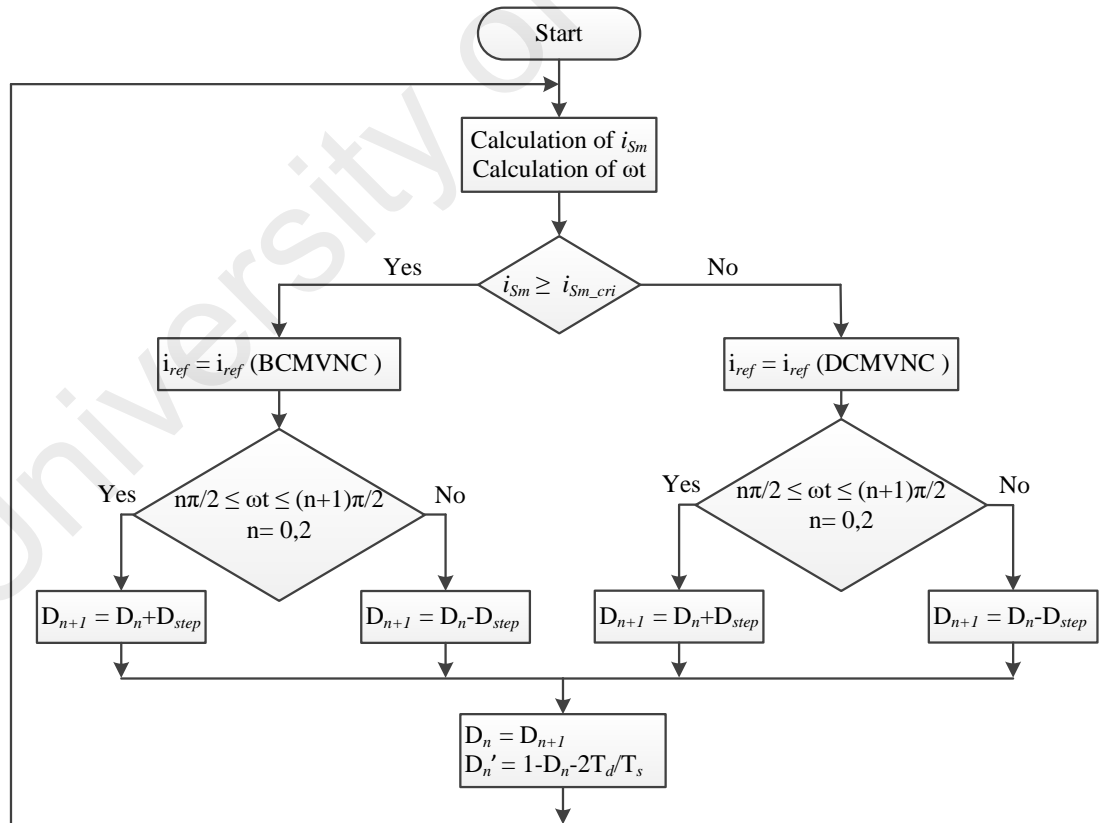 Start
Calculation of i_Sm
Calculation of ωt
Yes
No
i_Sm ≥ i_Sm_cri
i_ref = i_ref (BCMVNC )
i_ref = i_ref (DCMVNC )
Yes
nπ/2 ≤ ωt ≤ (n+1)π/2
n= 0,2
No
Yes
nπ/2 ≤ ωt ≤ (n+1)π/2
n= 0,2
No
D_n+1 = D_n+D_step
D_n+1 = D_n-D_step
D_n+1 = D_n+D_step
D_n+1 = D_n-D_step
D_n = D_n+1
D_n' = 1-D_n-2T_d/T_s
University o